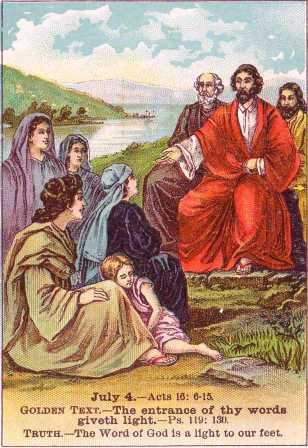 July 4.—Acts 16: 6-15.
GOLDEN TEXT.—The entrance of thy words
giveth light.—Ps. 119: 130.
TRUTH.—The Word of God is a light to our feet.